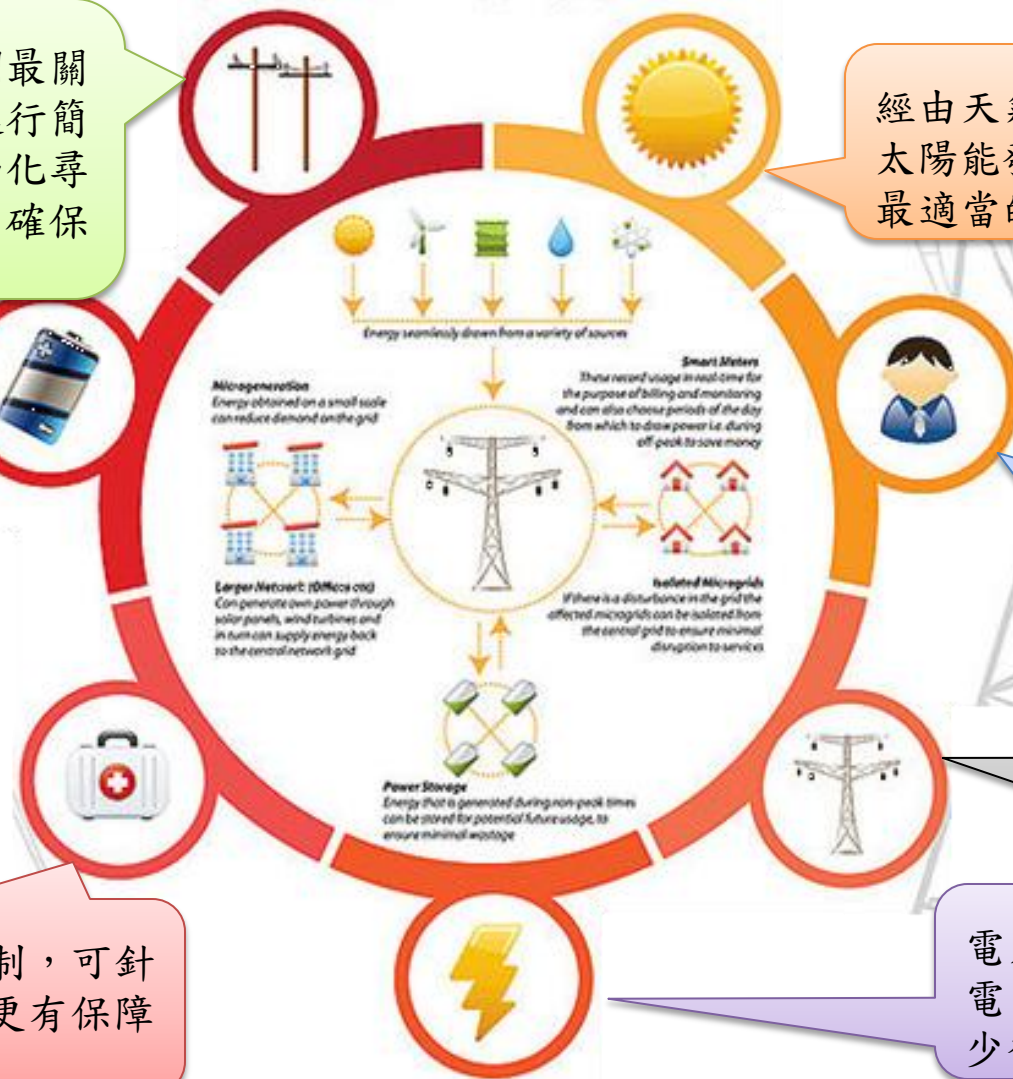 最關
行簡
化尋
確保
經由天
太陽能
最適當的
Energy seamlessly drawn from a variety of sources
Microgeneration
Energy obtained on a small scale
can reduce demand on the grid
Smart Meters
These record usage in real-time for
the purpose of billing and monitoring
and can also choose periods of the day
from which to draw power i.e. during
off-peak to save money
Larger Network (Offices etc)
Can generate own power through
solar panels, wind turbines and
in turn can supply energy back
to the central network grid
Isolated Microgrids
If there is a disturbance in the grid the
affected microgrids can be isolated from
the central grid to ensure minimal
disruption to services
Power Storage
Energy that is generated during non-peak times
can be stored for potential future usage, to
ensure minimal wastage
制，可針
更有保障
電
電
少